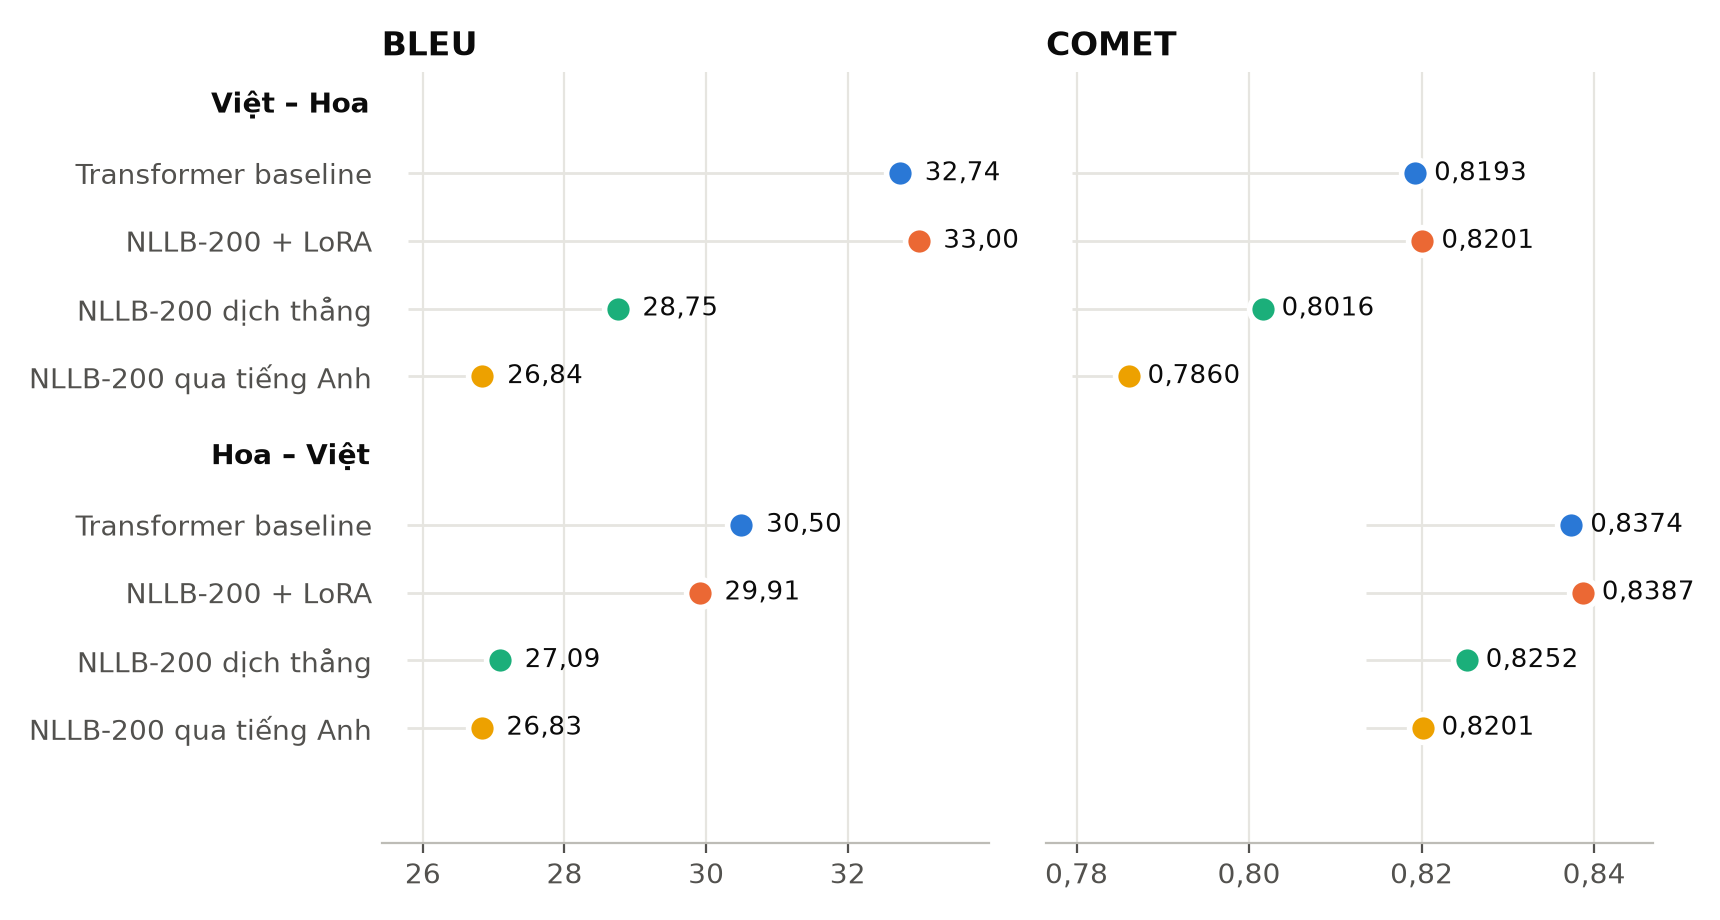 BLEU
COMET
Việt – Hoa
Transformer baseline 32,74 0,8193
NLLB-200 + LoRA 33,00 0,8201
NLLB-200 dịch thẳng 28,75 0,8016
NLLB-200 qua tiếng Anh 26,84 0,7860
Hoa – Việt
Transformer baseline 30,50 0,8374
NLLB-200 + LoRA 29,91 0,8387
NLLB-200 dịch thẳng 27,09 0,8252
NLLB-200 qua tiếng Anh 26,83 0,8201
26 28 30 32
0,78 0,80 0,82 0,84